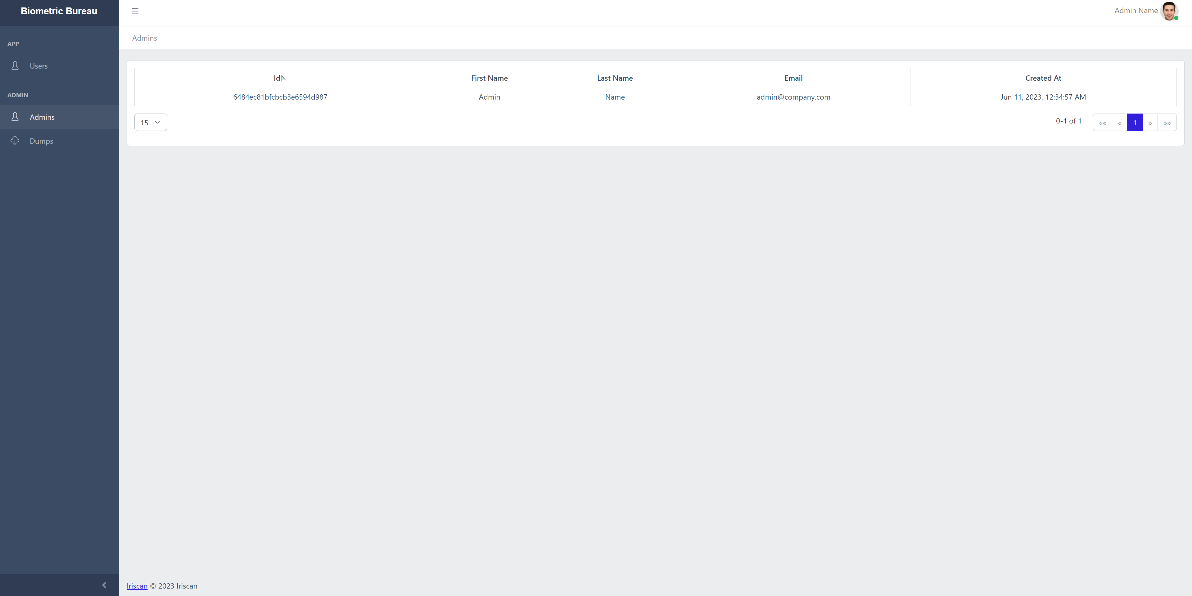 Biometric Bureau
Admin Name
APP
Users
ADMIN
Admins
Dumps
Admins
IdN First Name Last Name Email Created At
6484ec81bfcbcb5e6594d987 Admin Name admin@company.com Jun 11, 2023, 12:34:57 AM
15
0-1 of 1 «« « 1 » »»
Iriscan © 2023 Iriscan